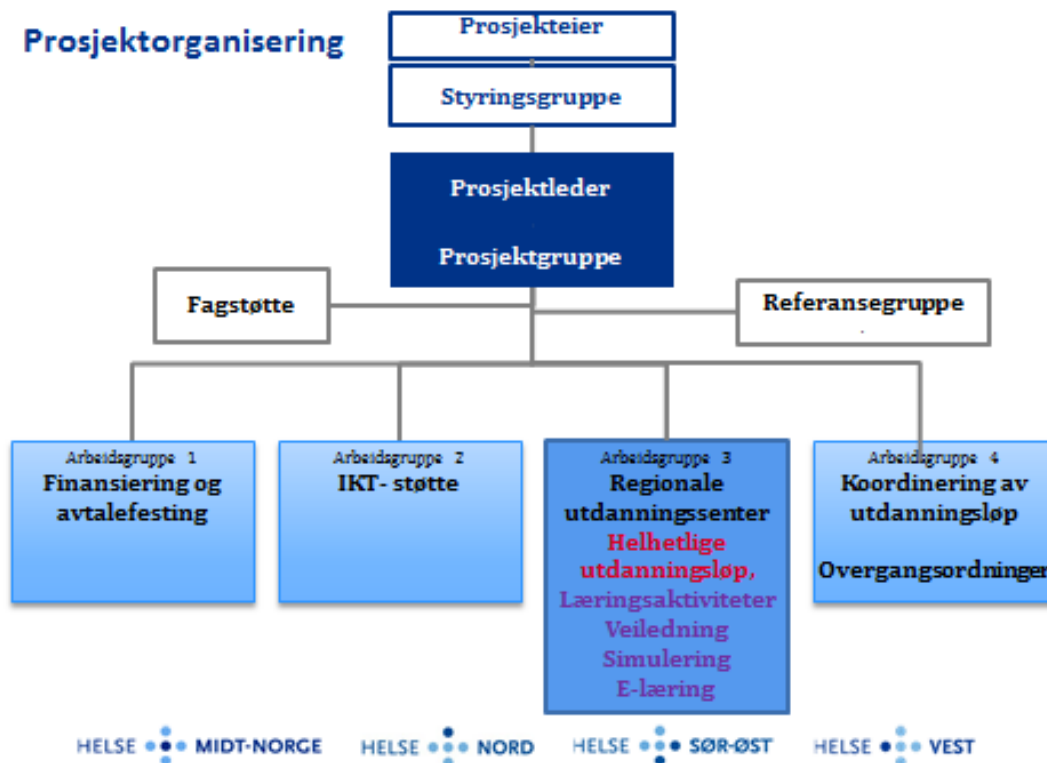 Prosjektorganisering
Prosjekteier
Styringsgruppe
Prosjektleder
Prosjektgruppe
Fagstøtte
Referansegruppe
Arbeidsgruppe 1
Finansiering og
avtalefesting
Arbeidsgruppe 2
IKT- støtte
Arbeidsgruppe 3
Regionale
utdanningssenter
Helhetlige
utdanningsløp,
Læringsaktiviteter
Veiledning
Simulering
E-læring
Arbeidsgruppe 4
Koordinering av
utdanningsløp
Overgangsordninger
HELSE MIDT-NORGE
HELSE NORD
HELSE SØR-ØST
HELSE VEST